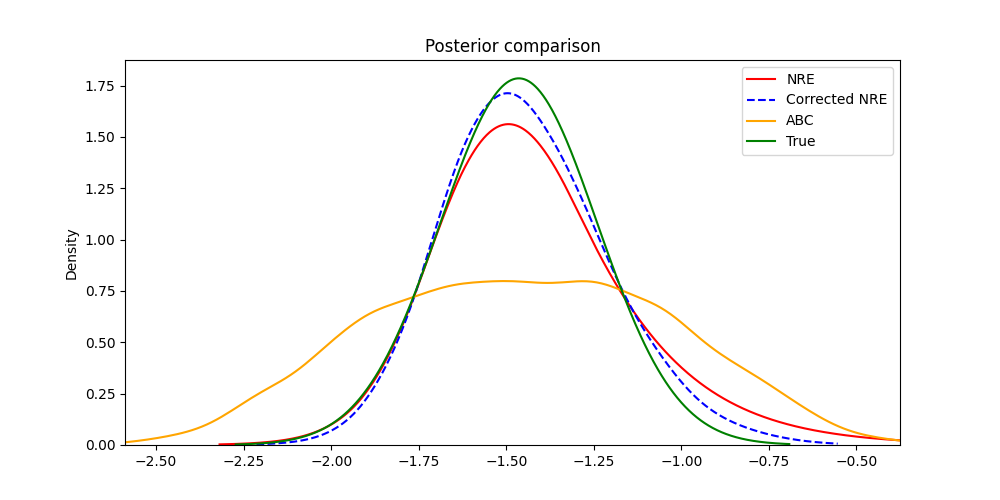 Posterior comparison
Density
1.75
1.50
1.25
1.00
0.75
0.50
0.25
0.00
−2.50 −2.25 −2.00 −1.75 −1.50 −1.25 −1.00 −0.75 −0.50
NRE
Corrected NRE
ABC
True